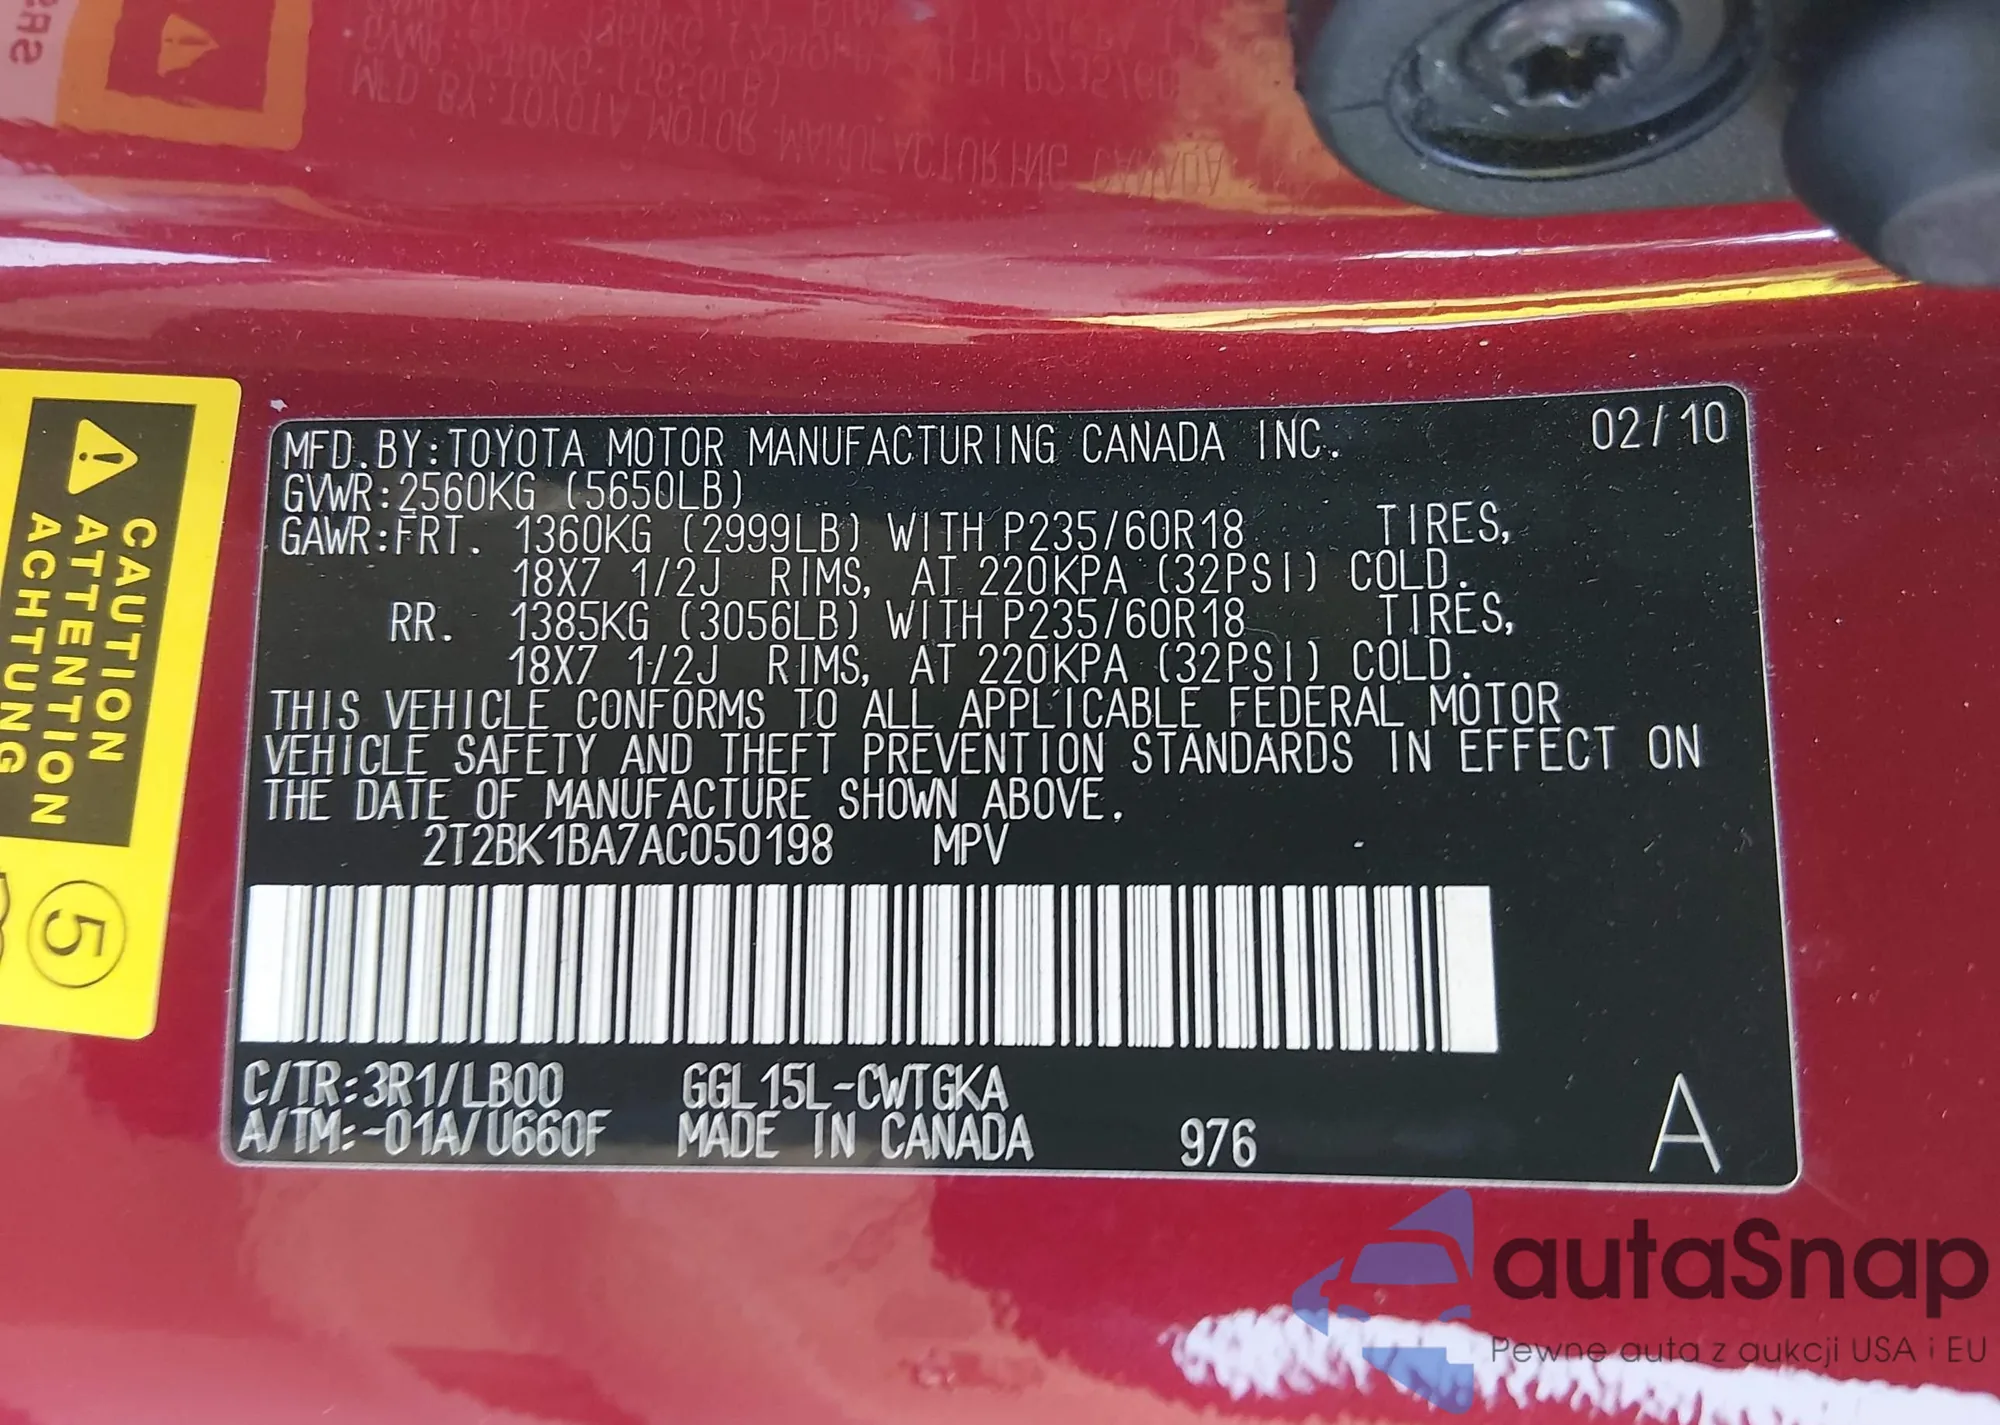 MFD.BY:TOYOTA MOTOR MANUFACTURING CANADA INC. 02/10
GVWR:2560KG (5650LB)
GAWR:FRT. 1360KG (2999LB) WITH P235/60R18 TIRES,
18X7 1/2J RIMS, AT 220KPA (32PSI) COLD.
RR. 1385KG (3056LB) WITH P235/60R18 TIRES,
18X7 1/2J RIMS, AT 220KPA (32PSI) COLD.
THIS VEHICLE CONFORMS TO ALL APPLICABLE FEDERAL MOTOR
VEHICLE SAFETY AND THEFT PREVENTION STANDARDS IN EFFECT ON
THE DATE OF MANUFACTURE SHOWN ABOVE.
2T2BK1BA7AC050198 MPV
C/TR:3R1/LB00 GGL15L-CWTGKA
A/TM:-01A/U660F MADE IN CANADA 976 A
CAUTION
ATTENTION
ACHTUNG
5
autaSnap
Pewne auta z aukcji USA i EU